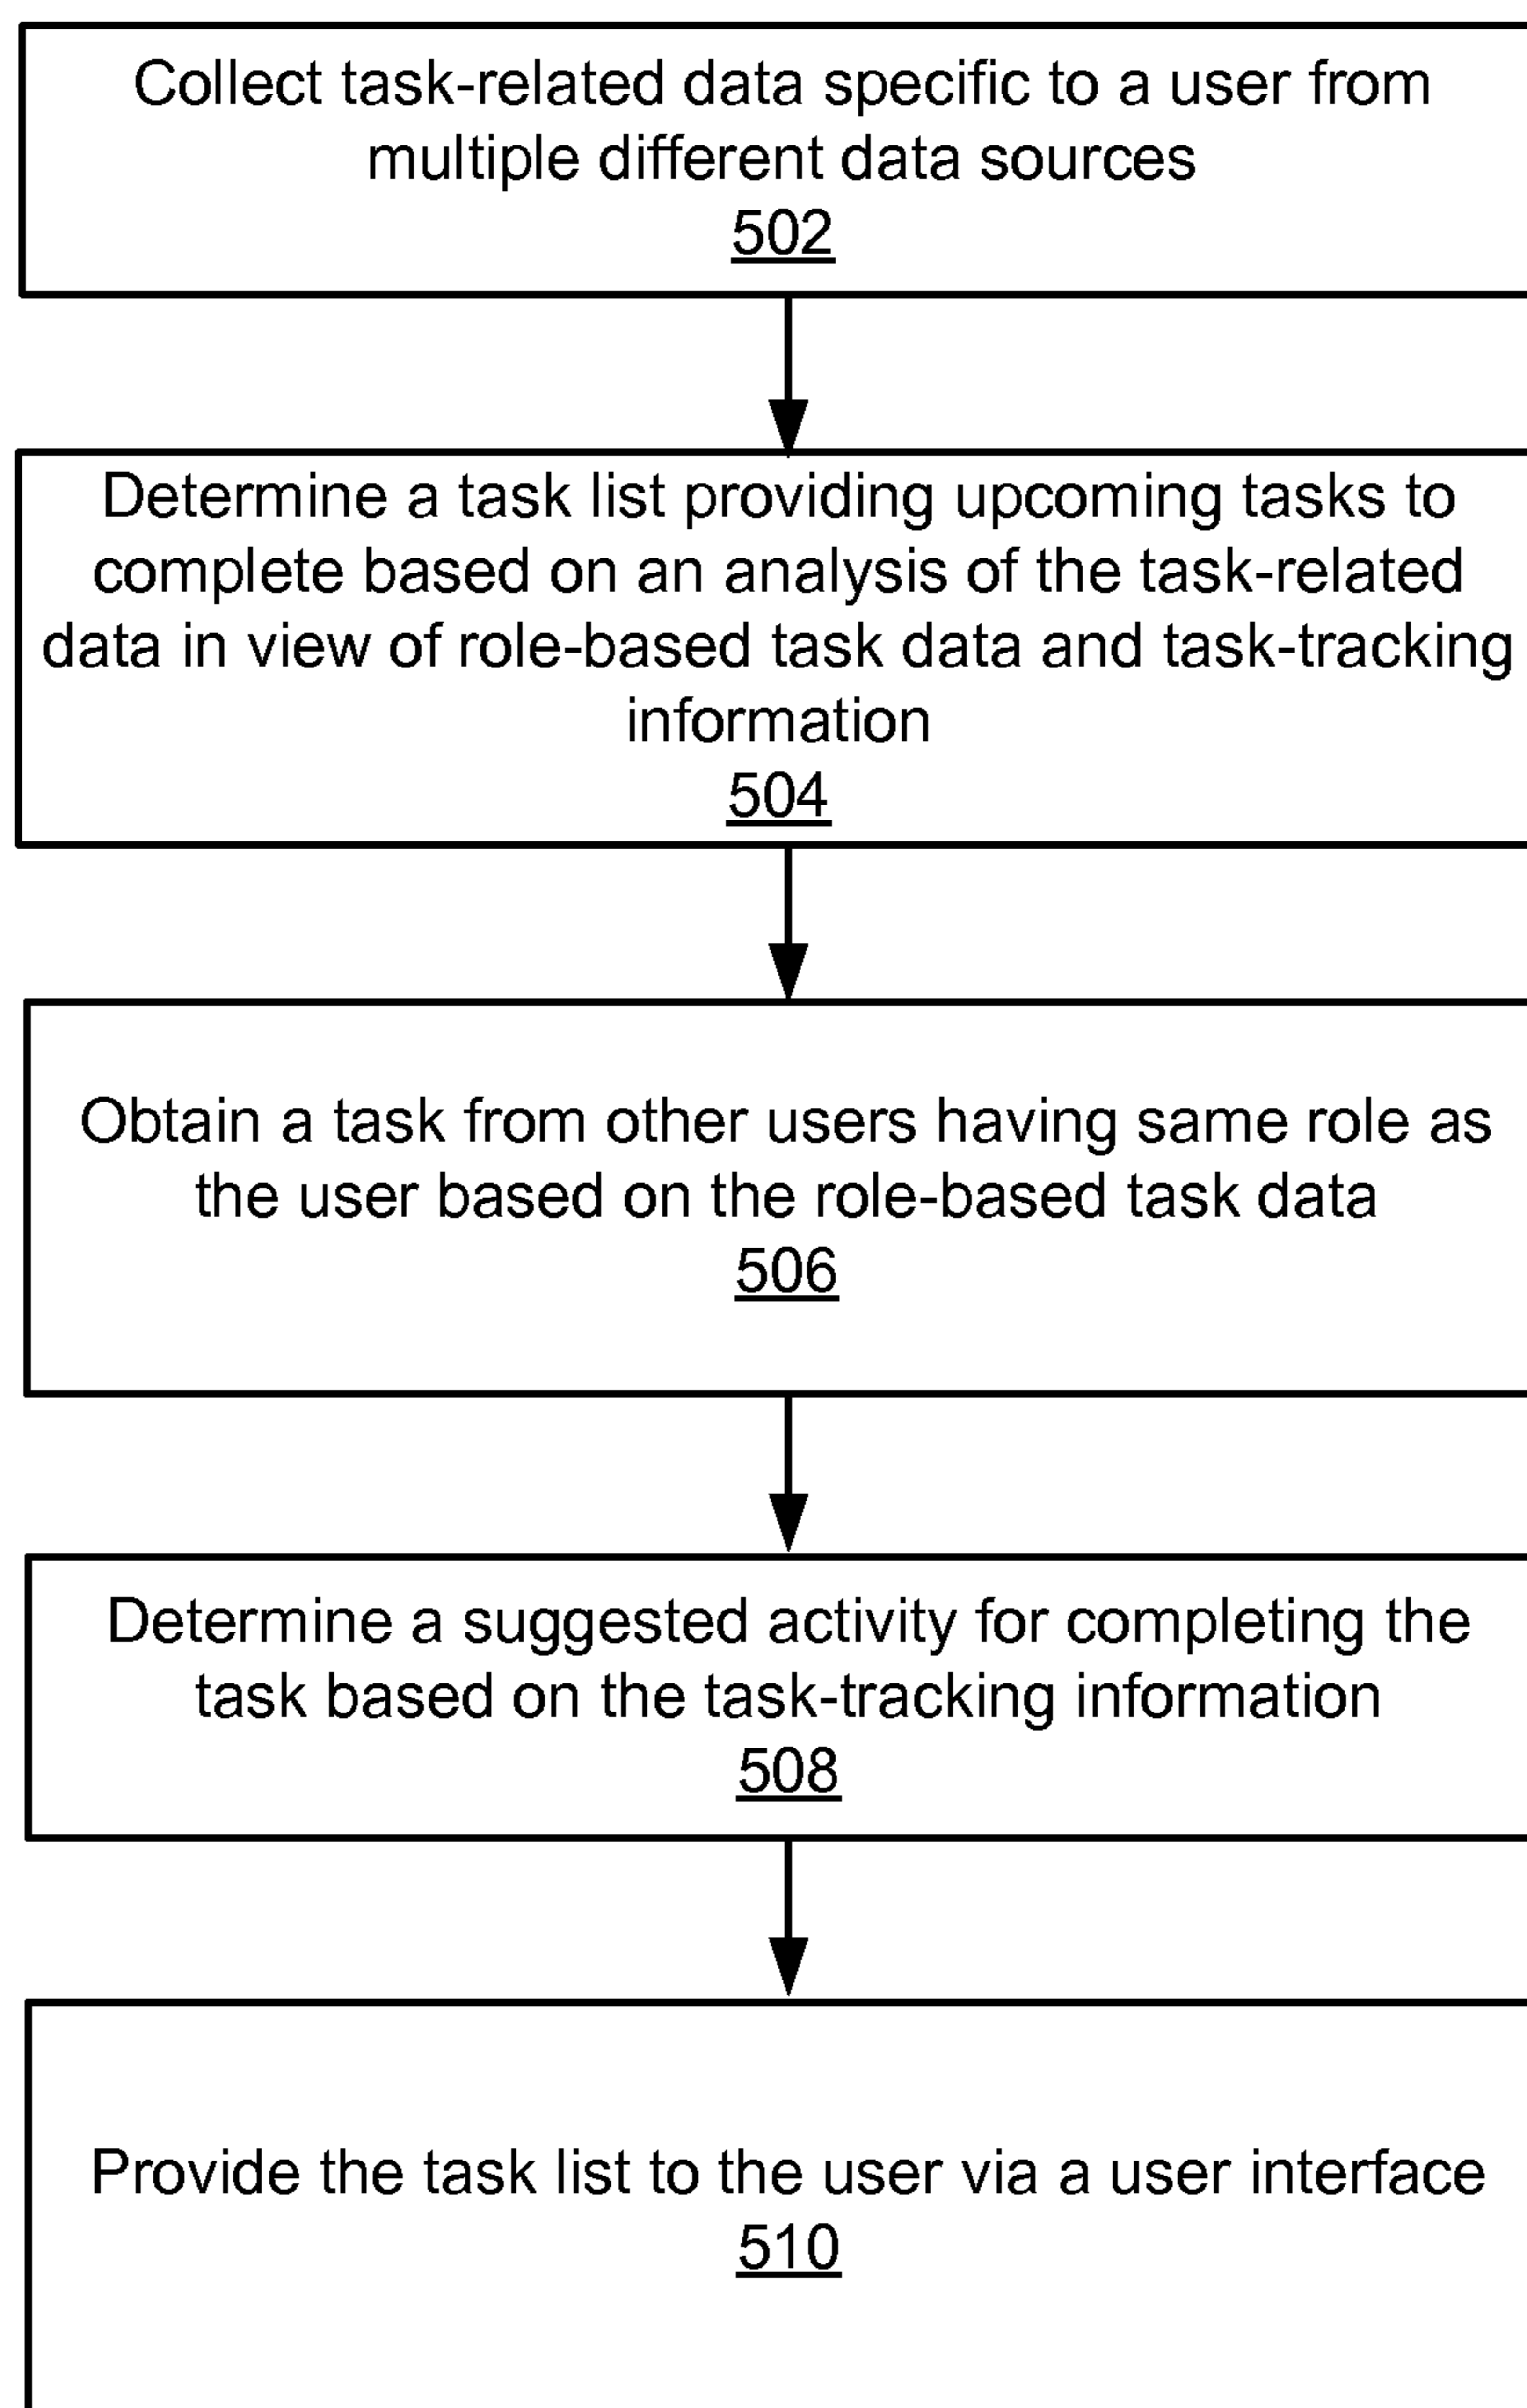 Collect task-related data specific to a user from
multiple different data sources
502
Determine a task list providing upcoming tasks to
complete based on an analysis of the task-related
data in view of role-based task data and task-tracking
information
504
Obtain a task from other users having same role as
the user based on the role-based task data
506
Determine a suggested activity for completing the
task based on the task-tracking information
508
Provide the task list to the user via a user interface
510